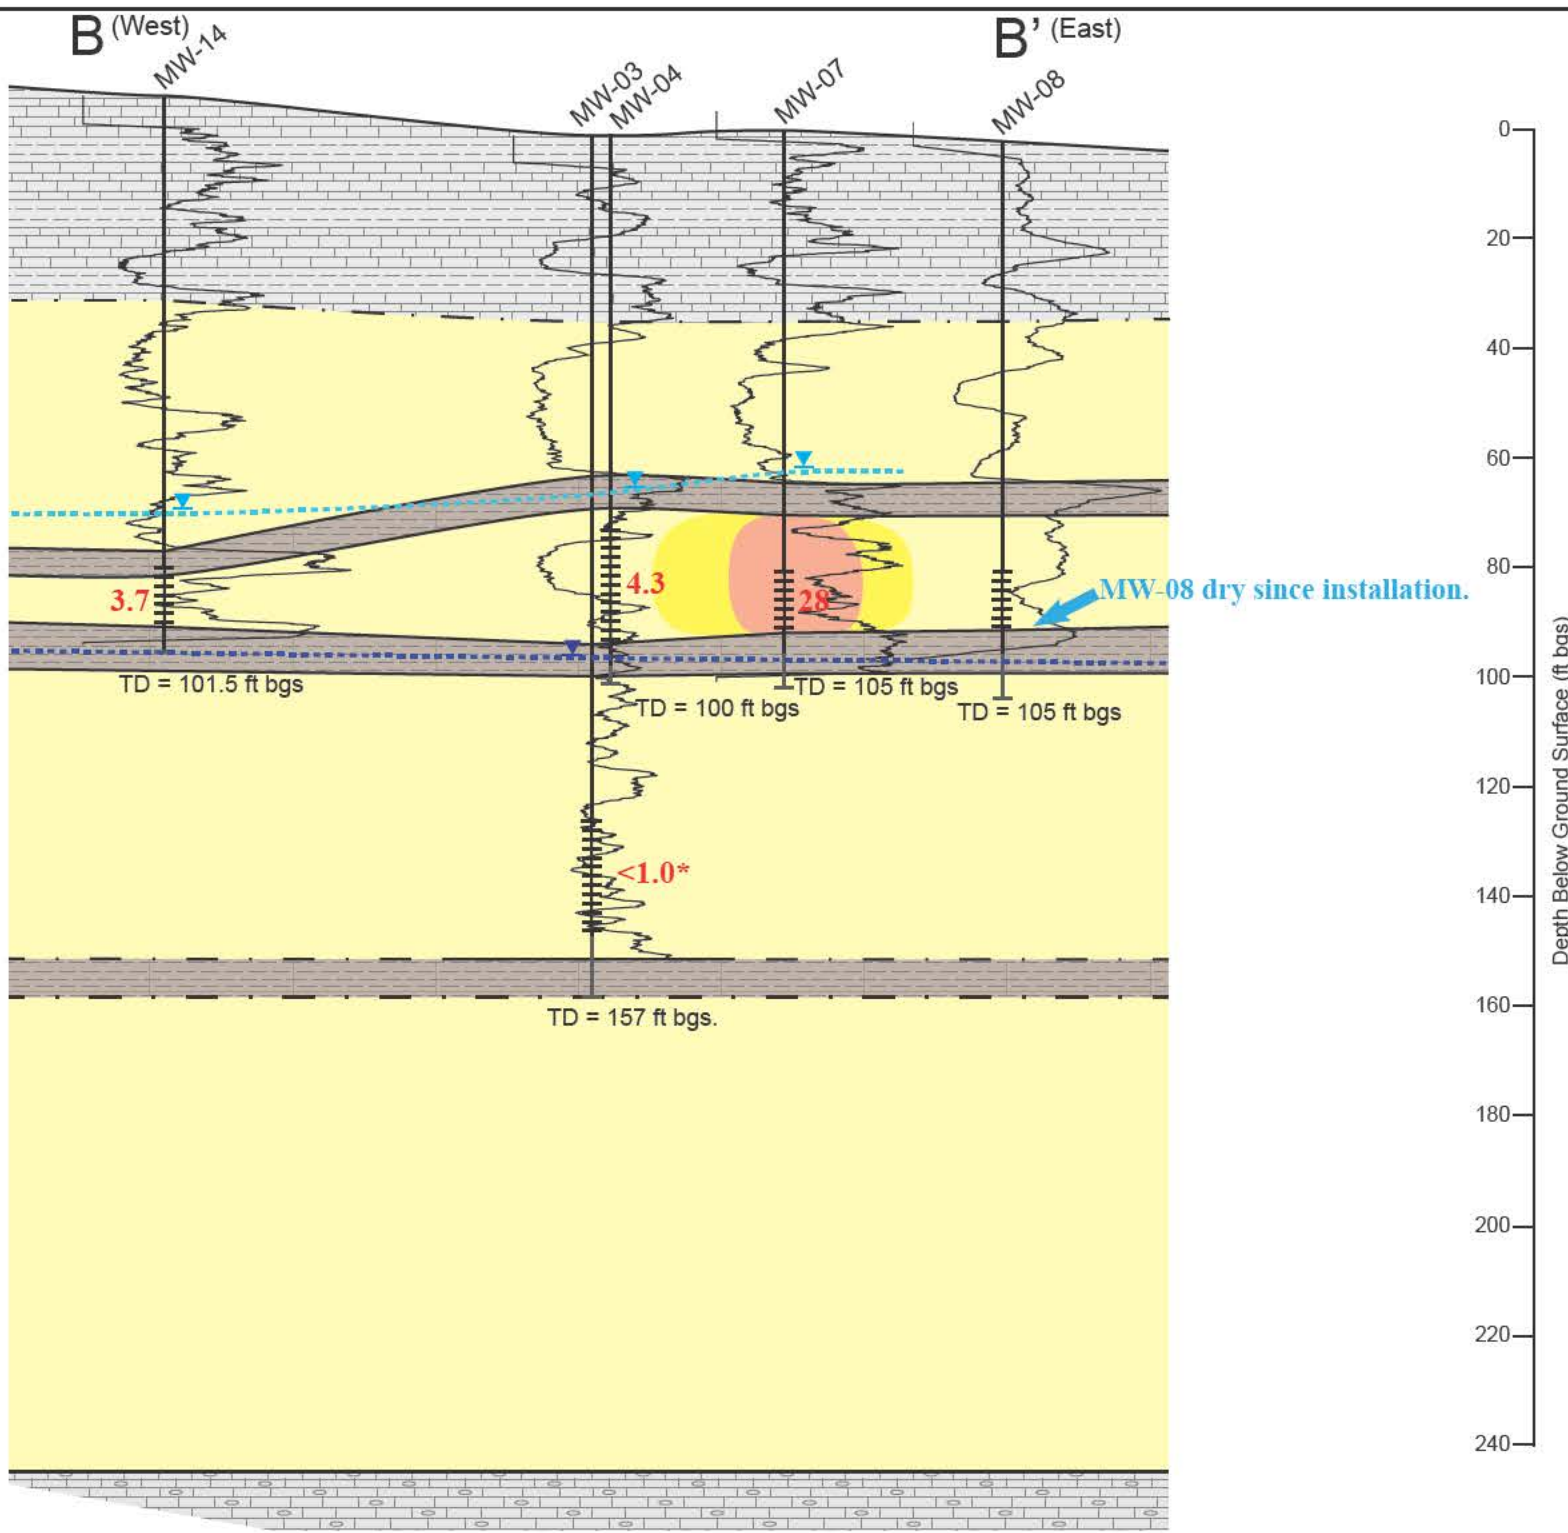 B (West)
B' (East)
MW-14
MW-03
MW-04
MW-07
MW-08
0
20
40
60
80
100
120
140
160
180
200
220
240
Depth Below Ground Surface (ft bgs)
3.7
4.3
28
MW-08 dry since installation.
TD = 101.5 ft bgs
TD = 100 ft bgs
TD = 105 ft bgs
TD = 105 ft bgs
<1.0*
TD = 157 ft bgs.